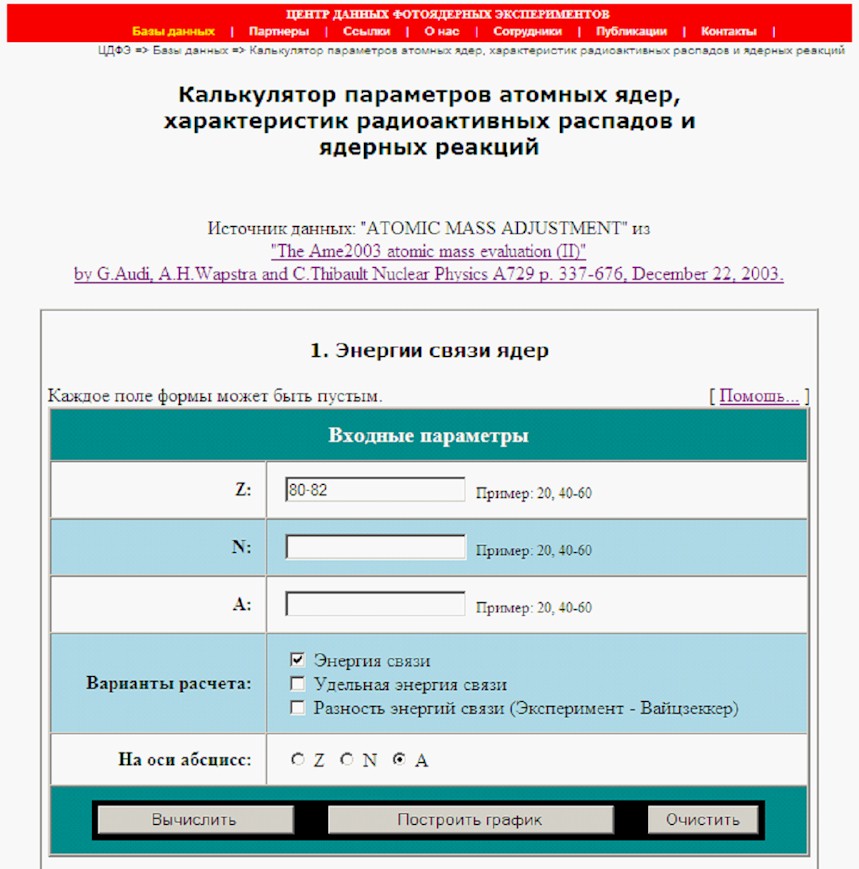 ЦЕНТР ДАННЫХ ФОТОЯДЕРНЫХ ЭКСПЕРИМЕНТОВ
Базы данных | Партнеры | Ссылки | О нас | Сотрудники | Публикации | Контакты |
ЦДФЭ => Базы данных => Калькулятор параметров атомных ядер, характеристик радиоактивных распадов и ядерных реакций
Калькулятор параметров атомных ядер,
характеристик радиоактивных распадов и
ядерных реакций
Источник данных: "ATOMIC MASS ADJUSTMENT" из
"The Ame2003 atomic mass evaluation (II)"
by G.Audi, A.H.Wapstra and C.Thibault Nuclear Physics A729 p. 337-676, December 22, 2003.
1. Энергии связи ядер
Каждое поле формы может быть пустым. [ Помощь... ]
Входные параметры
Z: 80-82 Пример: 20, 40-60
N: Пример: 20, 40-60
A: Пример: 20, 40-60
Энергия связи
Варианты расчета: Удельная энергия связи
Разность энергий связи (Эксперимент - Вайцзеккер)
На оси абсцисс: Z N A
Вычислить Построить график Очистить